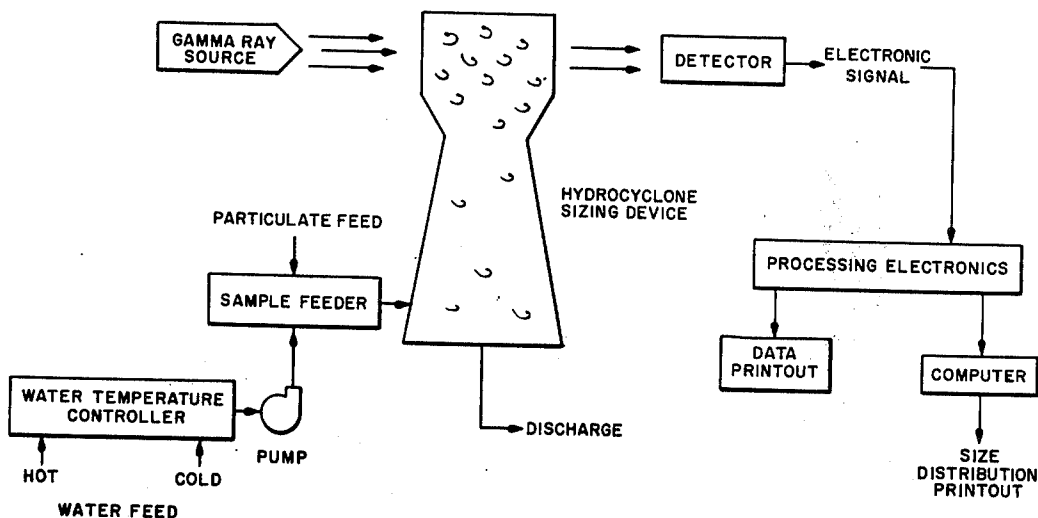 GAMMA RAY
SOURCE
DETECTOR
ELECTRONIC
SIGNAL
HYDROCYCLONE
SIZING DEVICE
PARTICULATE FEED
SAMPLE FEEDER
PROCESSING ELECTRONICS
DATA
PRINTOUT
COMPUTER
WATER TEMPERATURE
CONTROLLER
PUMP
DISCHARGE
HOT
COLD
WATER FEED
SIZE
DISTRIBUTION
PRINTOUT